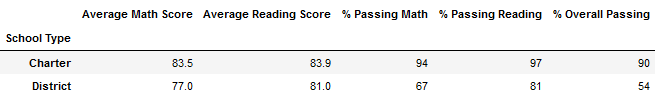 Average Math Score Average Reading Score % Passing Math % Passing Reading % Overall Passing
School Type
Charter 83.5 83.9 94 97 90
District 77.0 81.0 67 81 54